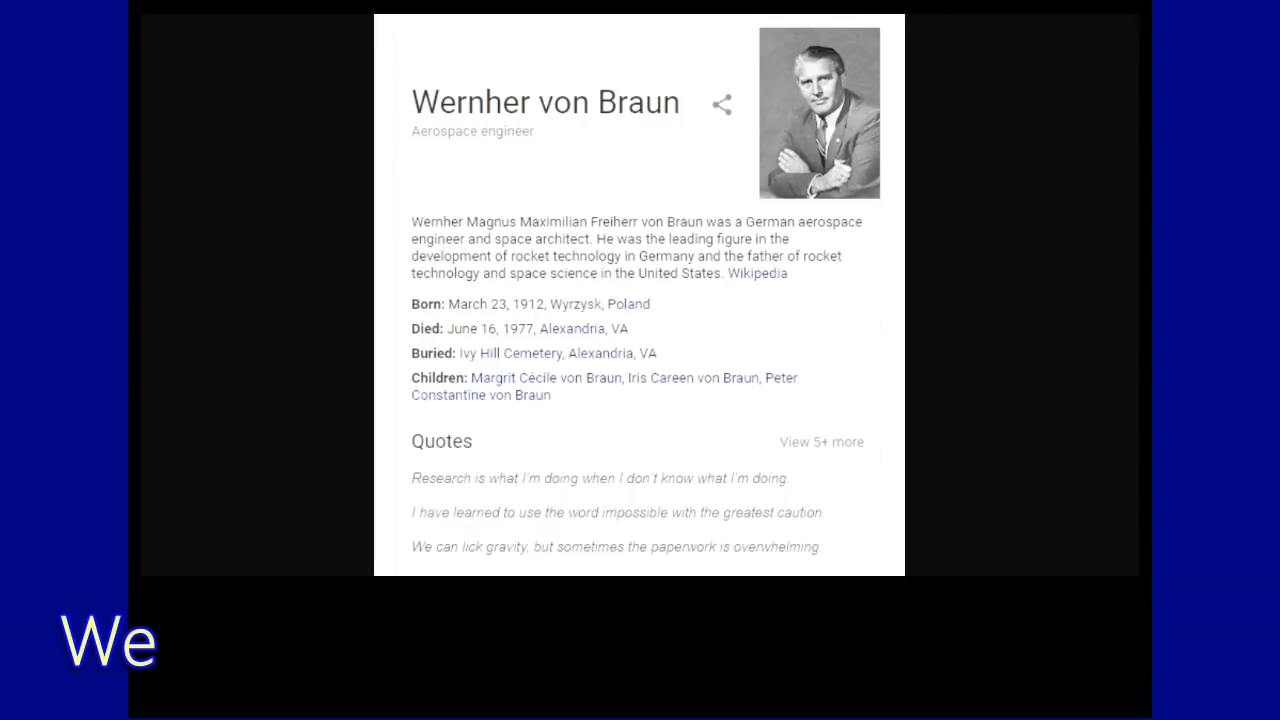 Wernher von Braun
Aerospace engineer
Wernher Magnus Maximilian Freiherr von Braun was a German aerospace
engineer and space architect. He was the leading figure in the
development of rocket technology in Germany and the father of rocket
technology and space science in the United States. Wikipedia
Born: March 23, 1912, Wyrzysk, Poland
Died: June 16, 1977, Alexandria, VA
Buried: Ivy Hill Cemetery, Alexandria, VA
Children: Margrit Cécile von Braun, Iris Careen von Braun, Peter
Constantine von Braun
Quotes
View 5+ more
Research is what I'm doing when I don't know what I'm doing.
I have learned to use the word impossible with the greatest caution.
We can lick gravity, but sometimes the paperwork is overwhelming.
We